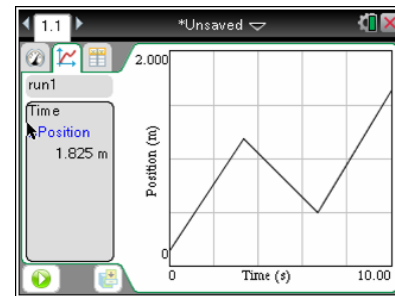 1.1
*Unsaved
run1
Time
Position
1.825 m
2.000
Position (m)
0
0
Time (s)
10.00